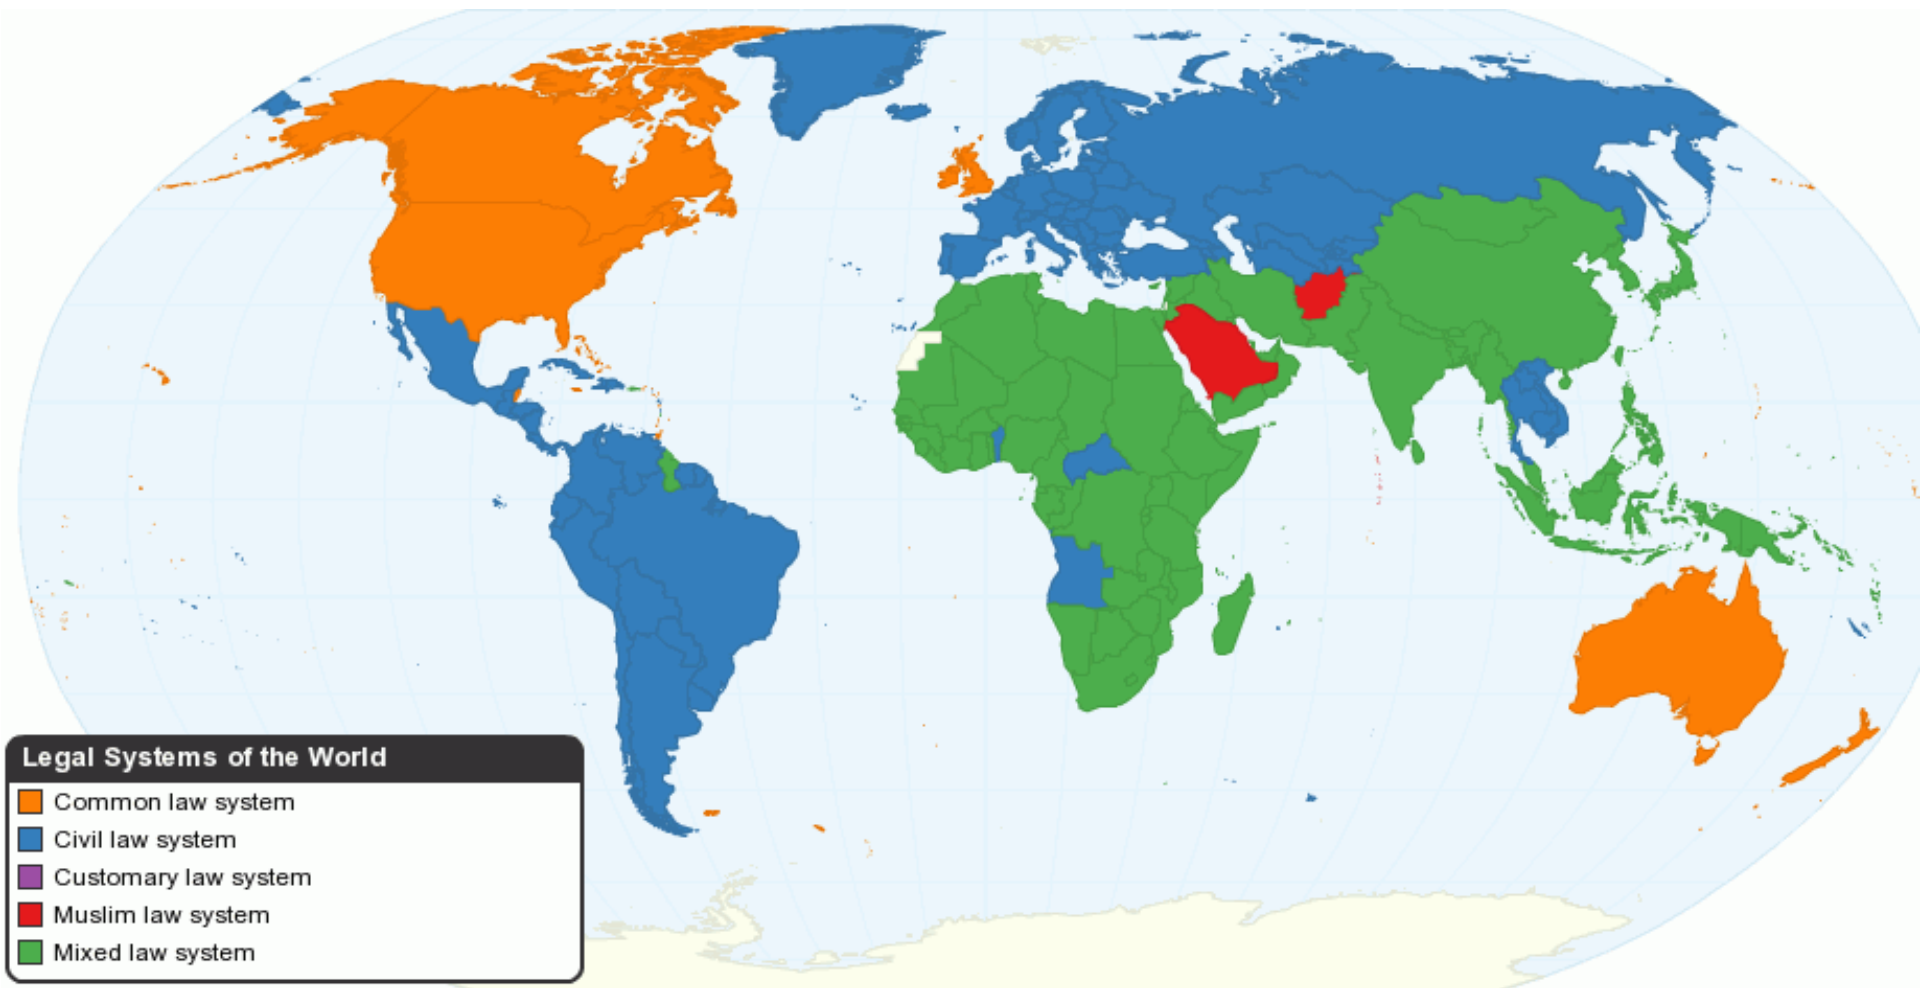 Legal Systems of the World
Common law system
Civil law system
Customary law system
Muslim law system
Mixed law system